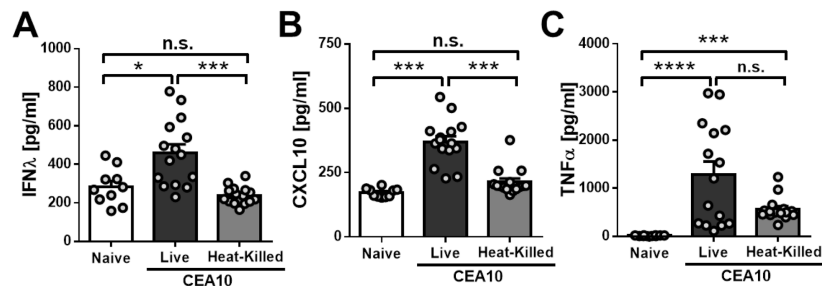 A
IFNλ [pg/ml]
1000
800
600
400
200
0
n.s.
* ***
Naive Live Heat-Killed
CEA10
B
CXCL10 [pg/ml]
750
500
250
0
n.s.
*** ***
Naive Live Heat-Killed
CEA10
C
TNFα [pg/ml]
4000
3000
2000
1000
0
***
**** n.s.
Naive Live Heat-Killed
CEA10